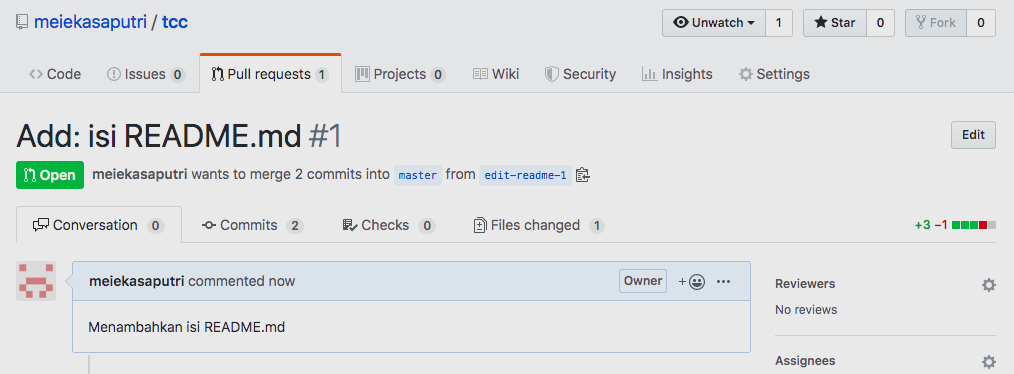 meiekasaputri / tcc Unwatch 1 Star 0 Fork 0
Code Issues 0 Pull requests 1 Projects 0 Wiki Security Insights Settings
Add: isi README.md #1 Edit
Open meiekasaputri wants to merge 2 commits into master from edit-readme-1
Conversation 0 Commits 2 Checks 0 Files changed 1 +3 −1
meiekasaputri commented now Owner +
Reviewers
No reviews
Menambahkan isi README.md
Assignees